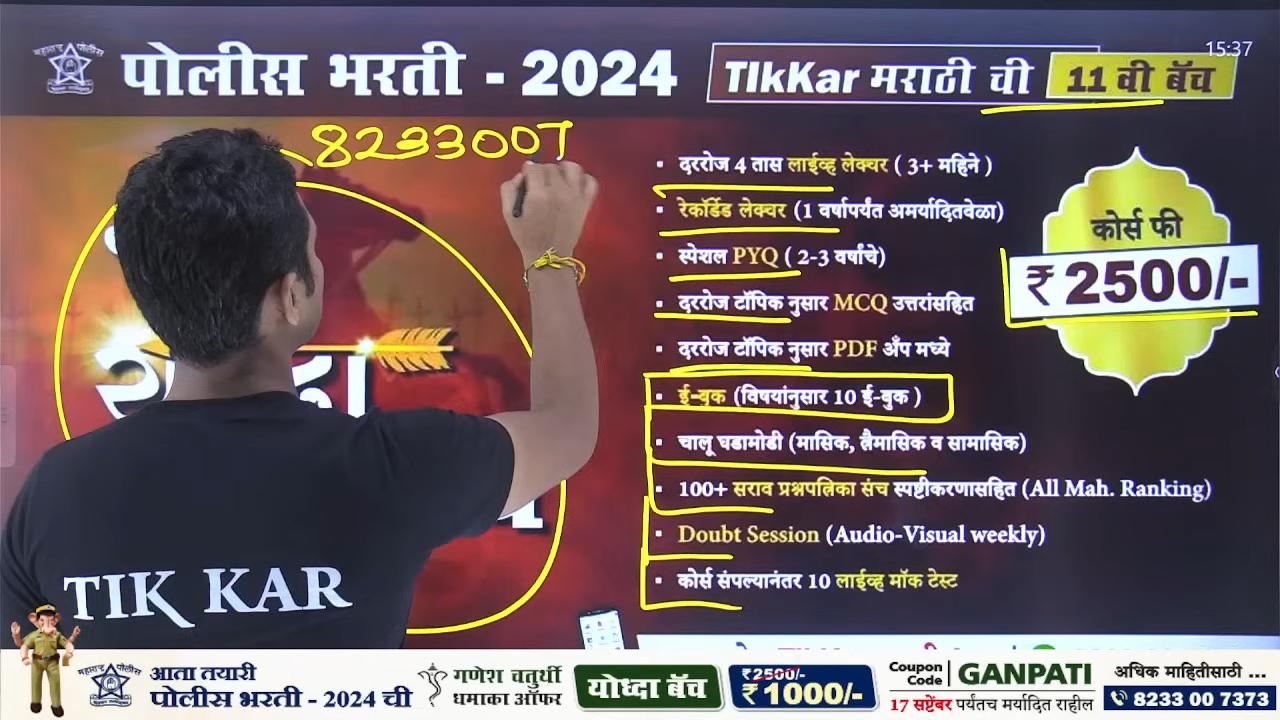 महाराष्ट्र पोलीस
पोलीस भरती - 2024
TIkKar मराठी ची
11 वी बॅच
15:37
8233007
दररोज 4 तास लाईव्ह लेक्चर ( 3+ महिने )
रेकॉर्डेड लेक्चर (1 वर्षापर्यंत अमर्यादितवेळा)
स्पेशल PYQ ( 2-3 वर्षांचे)
दररोज टॉपिक नुसार MCQ उत्तरांसहित
दररोज टॉपिक नुसार PDF अँप मध्ये
ई-बुक (विषयांनुसार 10 ई-बुक )
चालू घडामोडी (मासिक, त्रैमासिक व सामासिक)
100+ सराव प्रश्नपत्रिका संच स्पष्टीकरणासहित (All Mah. Ranking)
Doubt Session (Audio-Visual weekly)
कोर्स संपल्यानंतर 10 लाईव्ह मॉक टेस्ट
कोर्स फी
₹ 2500/-
TIK KAR
महाराष्ट्र पोलीस
आता तयारी
पोलीस भरती - 2024 ची
गणेश चतुर्थी
धमाका ऑफर
योध्दा बॅच
₹2500/-
₹1000/-
Coupon Code
GANPATI
17 सप्टेंबर पर्यंतच मर्यादित राहील
अधिक माहितीसाठी ...
8233 00 7373